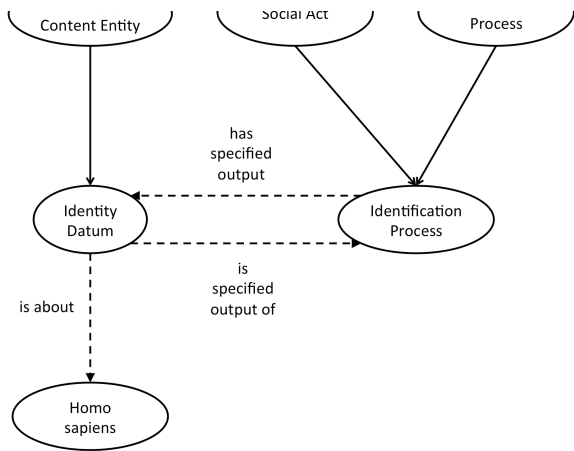 Content Entity
Social Act
Process
has
specified
output
Identity
Datum
Identification
Process
is
specified
output of
is about
Homo
sapiens